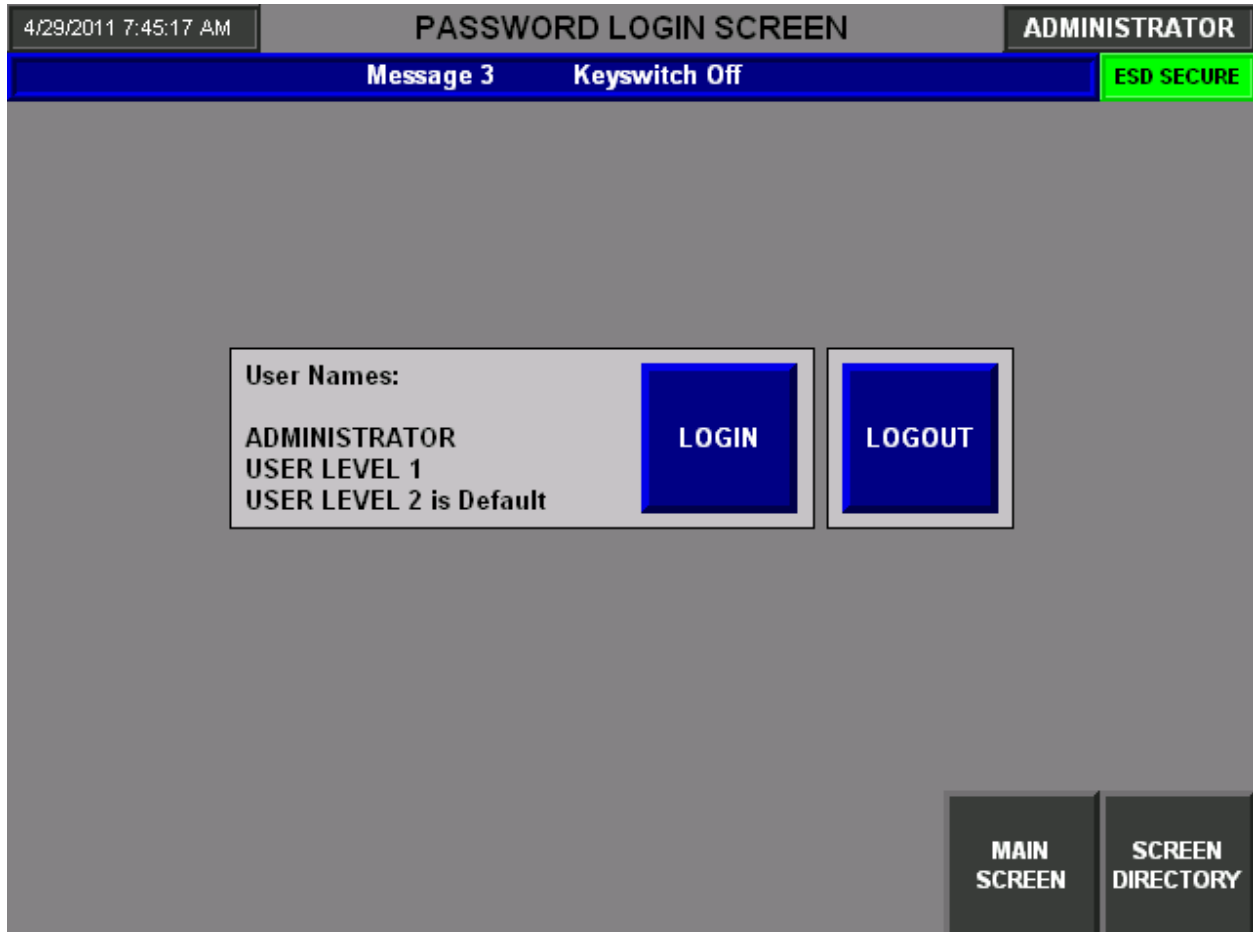 4/29/2011 7:45:17 AM
PASSWORD LOGIN SCREEN
ADMINISTRATOR
Message 3 Keyswitch Off
ESD SECURE
User Names:
ADMINISTRATOR
USER LEVEL 1
USER LEVEL 2 is Default
LOGIN
LOGOUT
MAIN
SCREEN
SCREEN
DIRECTORY